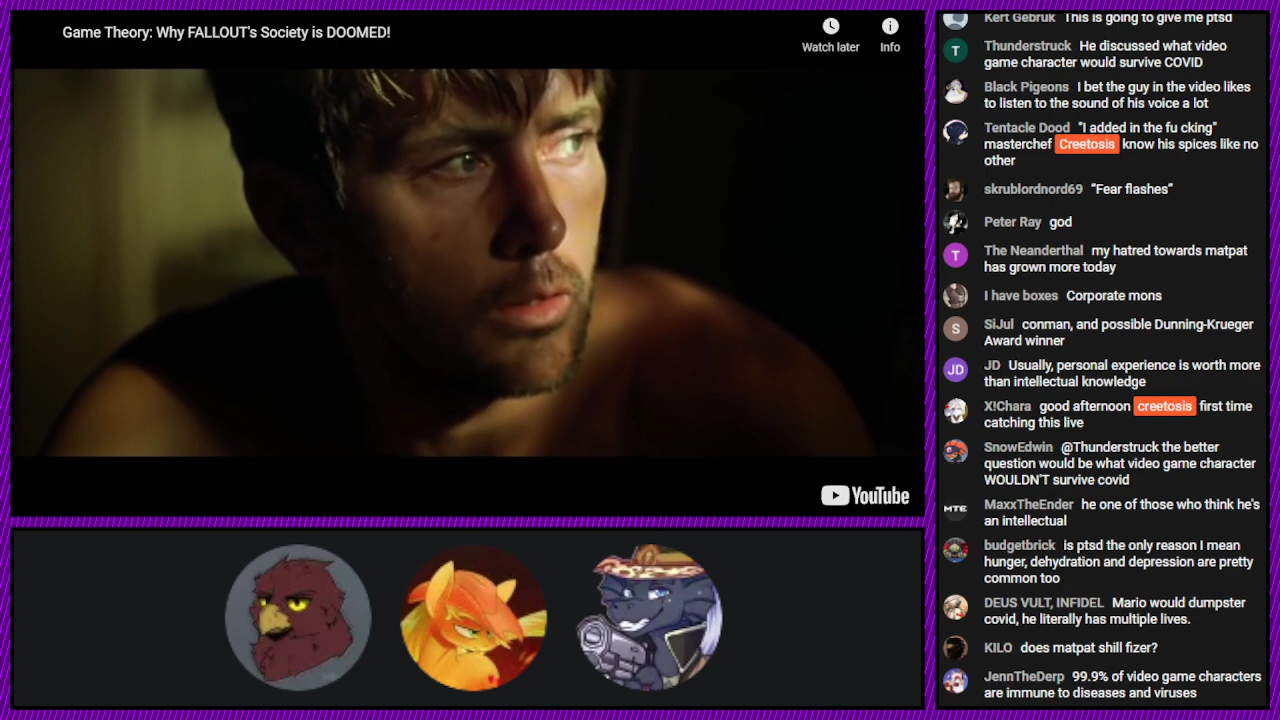 Game Theory: Why FALLOUT's Society is DOOMED!
Watch later
Info
YouTube
Kert Gebruk This is going to give me ptsd
T
Thunderstruck He discussed what video
game character would survive COVID
Black Pigeons I bet the guy in the video likes
to listen to the sound of his voice a lot
Tentacle Dood "I added in the fu cking"
masterchef Creetosis know his spices like no
other
skrublordnord69 “Fear flashes”
Peter Ray god
T
The Neanderthal my hatred towards matpat
has grown more today
I have boxes Corporate mons
S
SiJul conman, and possible Dunning-Krueger
Award winner
JD
JD Usually, personal experience is worth more
than intellectual knowledge
X!Chara good afternoon creetosis first time
catching this live
SnowEdwin @Thunderstruck the better
question would be what video game character
WOULDN'T survive covid
MTE
MaxxTheEnder he one of those who think he's
an intellectual
budgetbrick is ptsd the only reason I mean
hunger, dehydration and depression are pretty
common too
DEUS VULT, INFIDEL Mario would dumpster
covid, he literally has multiple lives.
KILO does matpat shill fizer?
JennTheDerp 99.9% of video game characters
are immune to diseases and viruses